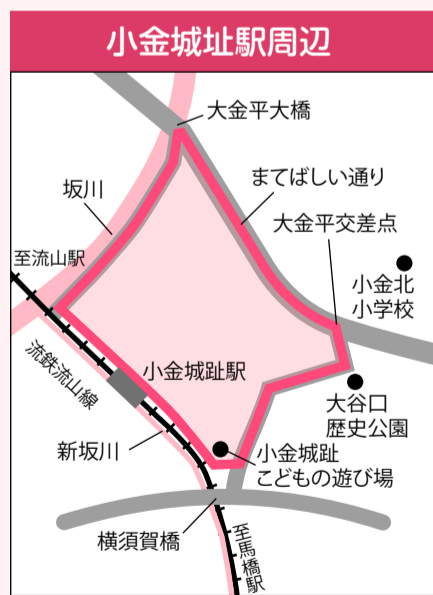 小金城址駅周辺
大金平大橋
坂川
まてばしい通り
大金平交差点
至流山駅
小金北
小学校
流鉄流山線
小金城趾駅
大谷口
歴史公園
新坂川
小金城趾
こどもの遊び場
横須賀橋
至馬橋駅